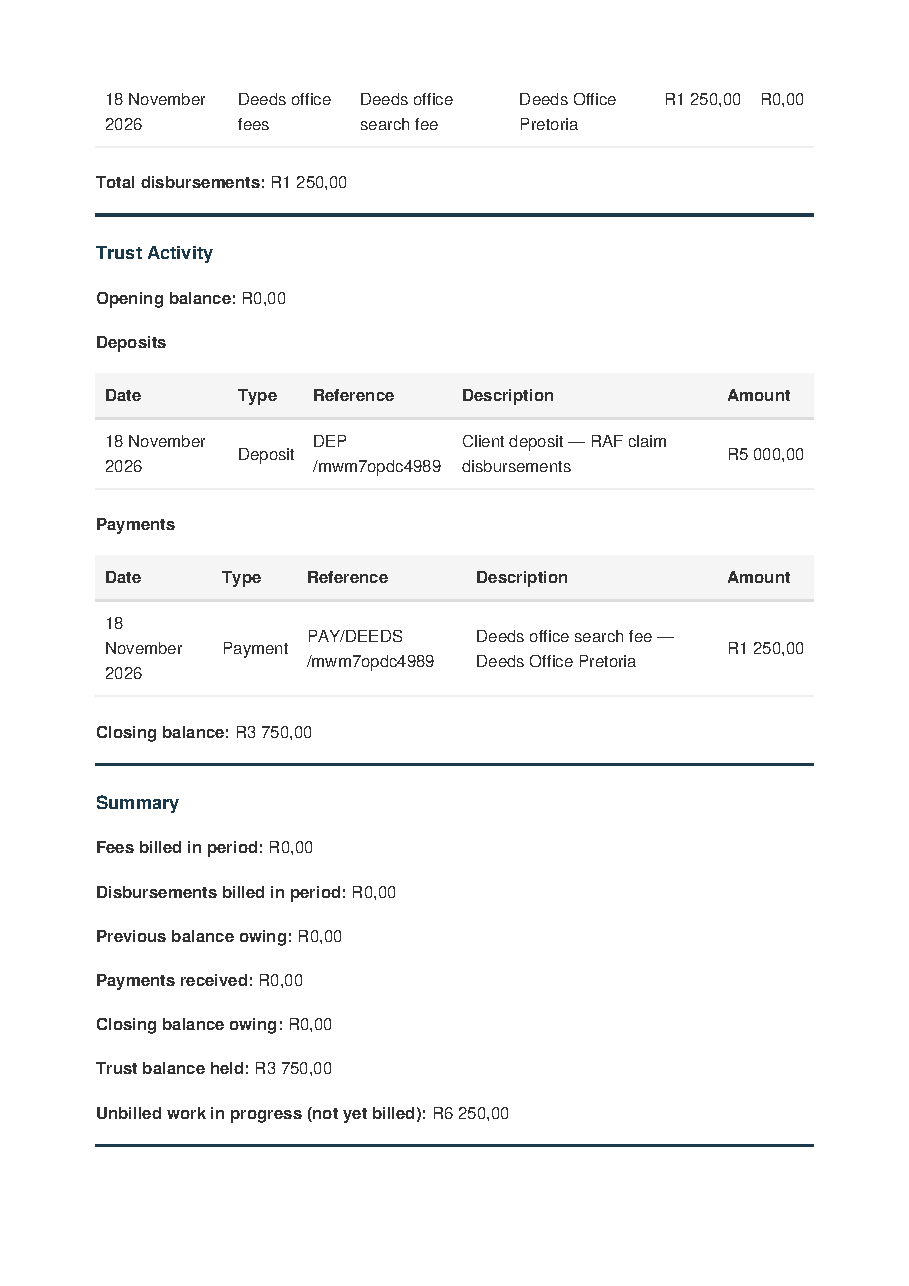 18 November Deeds office Deeds office Deeds Office R1 250,00 R0,00
2026 fees search fee Pretoria
Total disbursements: R1 250,00
Trust Activity
Opening balance: R0,00
Deposits
Date Type Reference Description Amount
18 November DEP Client deposit — RAF claim
Deposit R5 000,00
2026 /mwm7opdc4989 disbursements
Payments
Date Type Reference Description Amount
18
PAY/DEEDS Deeds office search fee —
November Payment R1 250,00
/mwm7opdc4989 Deeds Office Pretoria
2026
Closing balance: R3 750,00
Summary
Fees billed in period: R0,00
Disbursements billed in period: R0,00
Previous balance owing: R0,00
Payments received: R0,00
Closing balance owing: R0,00
Trust balance held: R3 750,00
Unbilled work in progress (not yet billed): R6 250,00